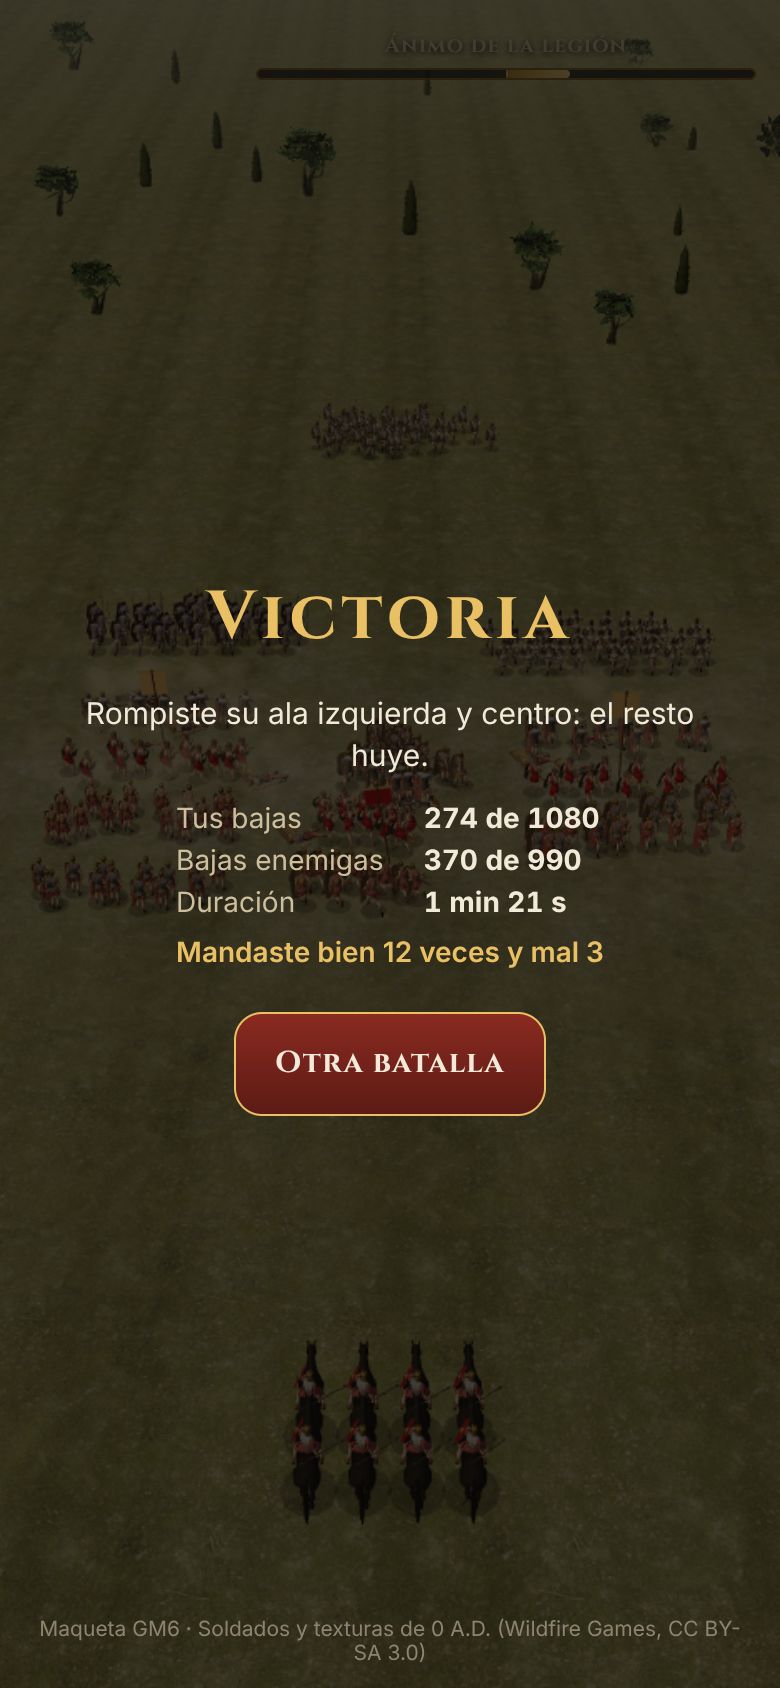 ÁNIMO DE LA LEGIÓN
VICTORIA
Rompiste su ala izquierda y centro: el resto
huye.
Tus bajas 274 de 1080
Bajas enemigas 370 de 990
Duración 1 min 21 s
Mandaste bien 12 veces y mal 3
OTRA BATALLA
Maqueta GM6 · Soldados y texturas de 0 A.D. (Wildfire Games, CC BY-
SA 3.0)